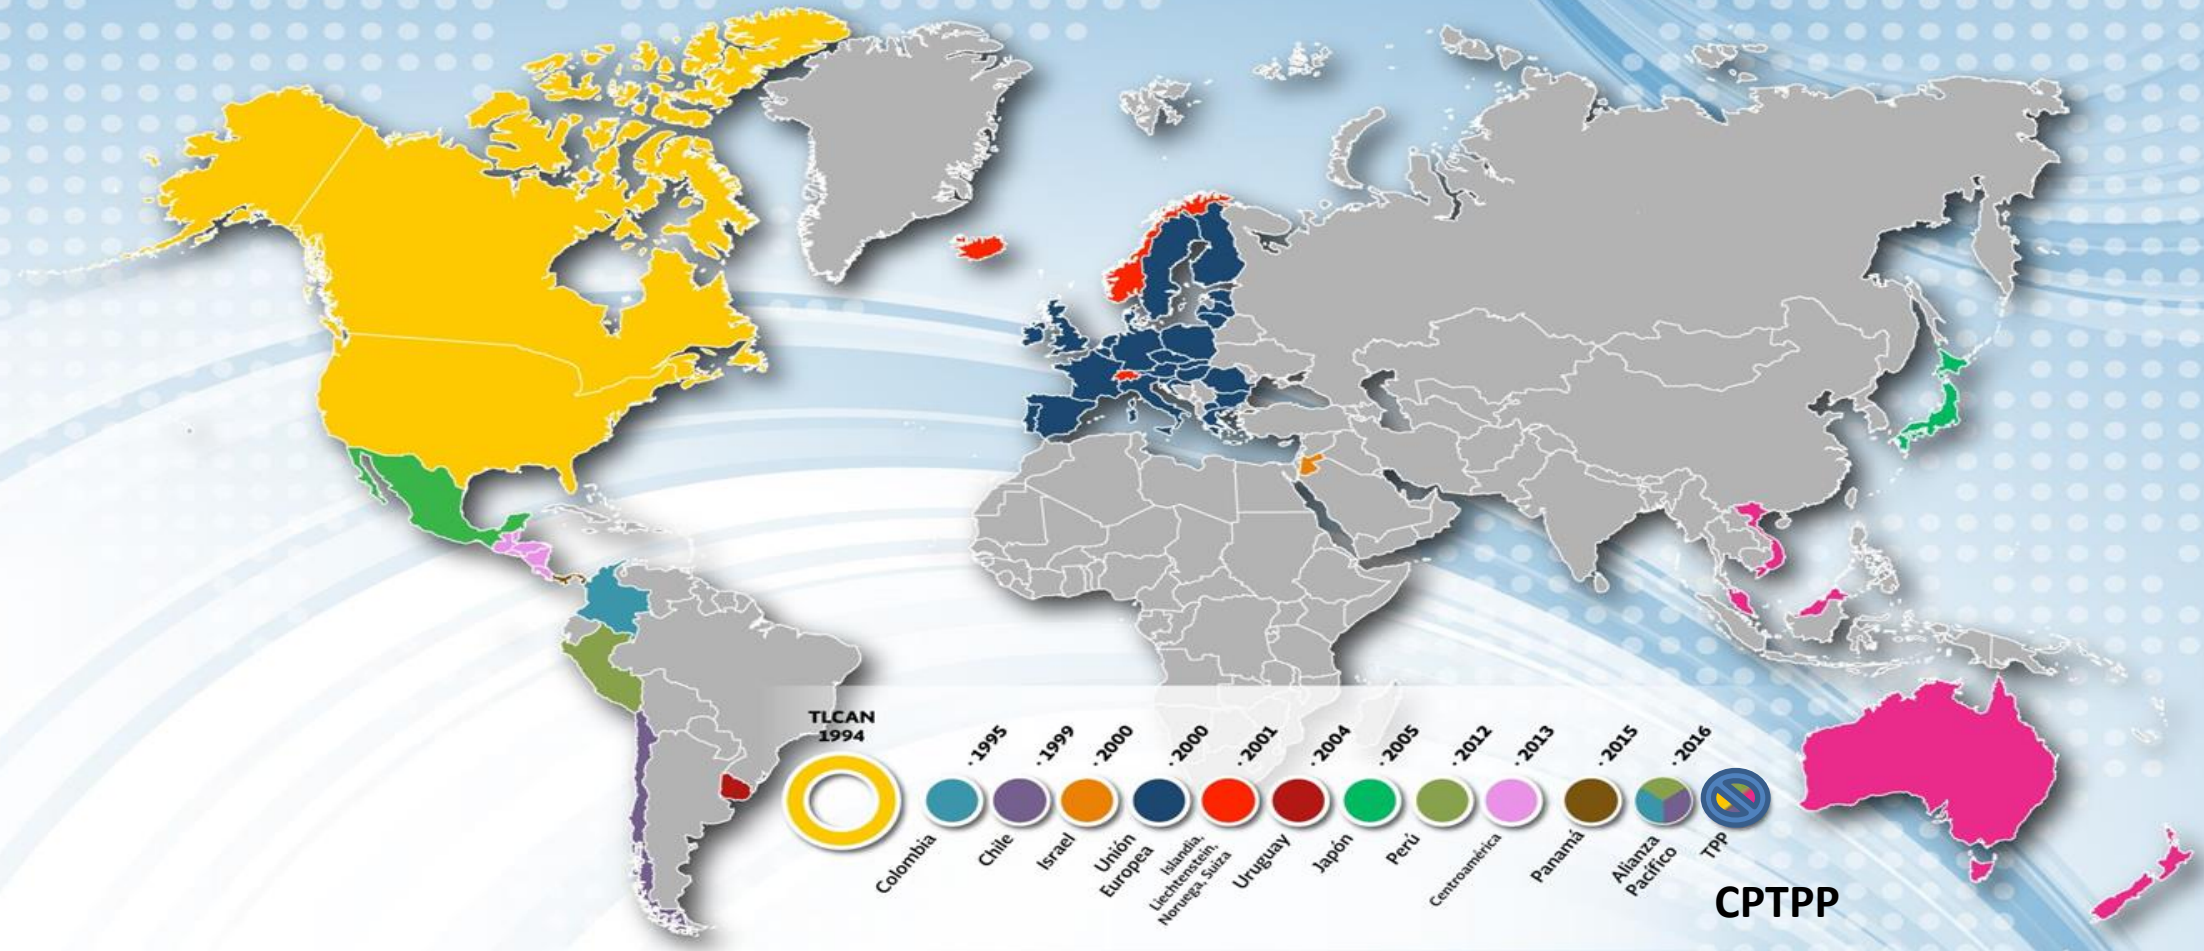 TLCAN
1994
· 1995
· 1999
· 2000
· 2000
· 2001
· 2004
· 2005
· 2012
· 2013
· 2015
· 2016
Colombia
Chile
Israel
Unión
Europea
Islandia,
Liechtenstein,
Noruega, Suiza
Uruguay
Japón
Perú
Centroamérica
Panamá
Alianza
Pacífico
TPP
CPTPP